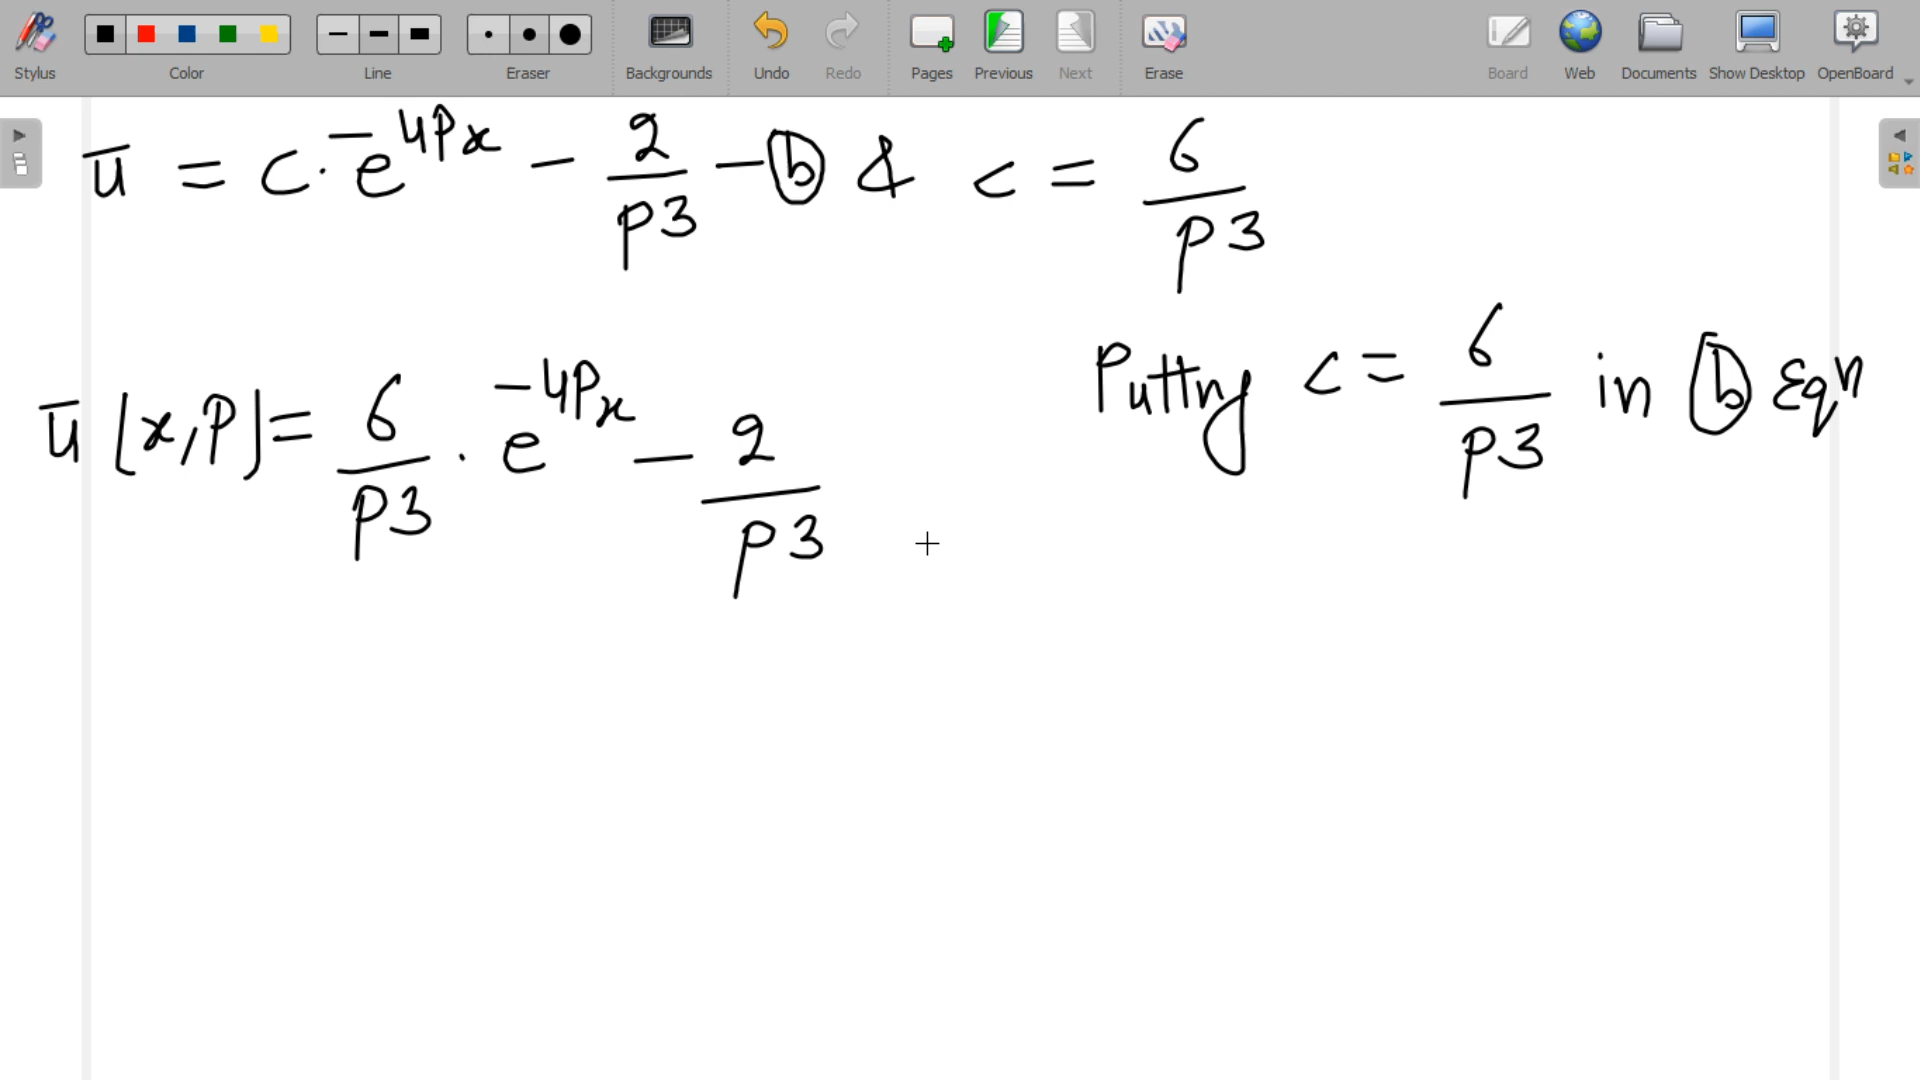 Stylus Color Line Eraser Backgrounds Undo Redo Pages Previous Next Erase Board Web Documents Show Desktop OpenBoard
ū = c·e^-4Px - 2/p3 - ⓑ & c = 6/p3
Puttng c = 6/p3 in ⓑ Eqn
ū [x,P] = 6/p3 · e^-4Px - 2/p3